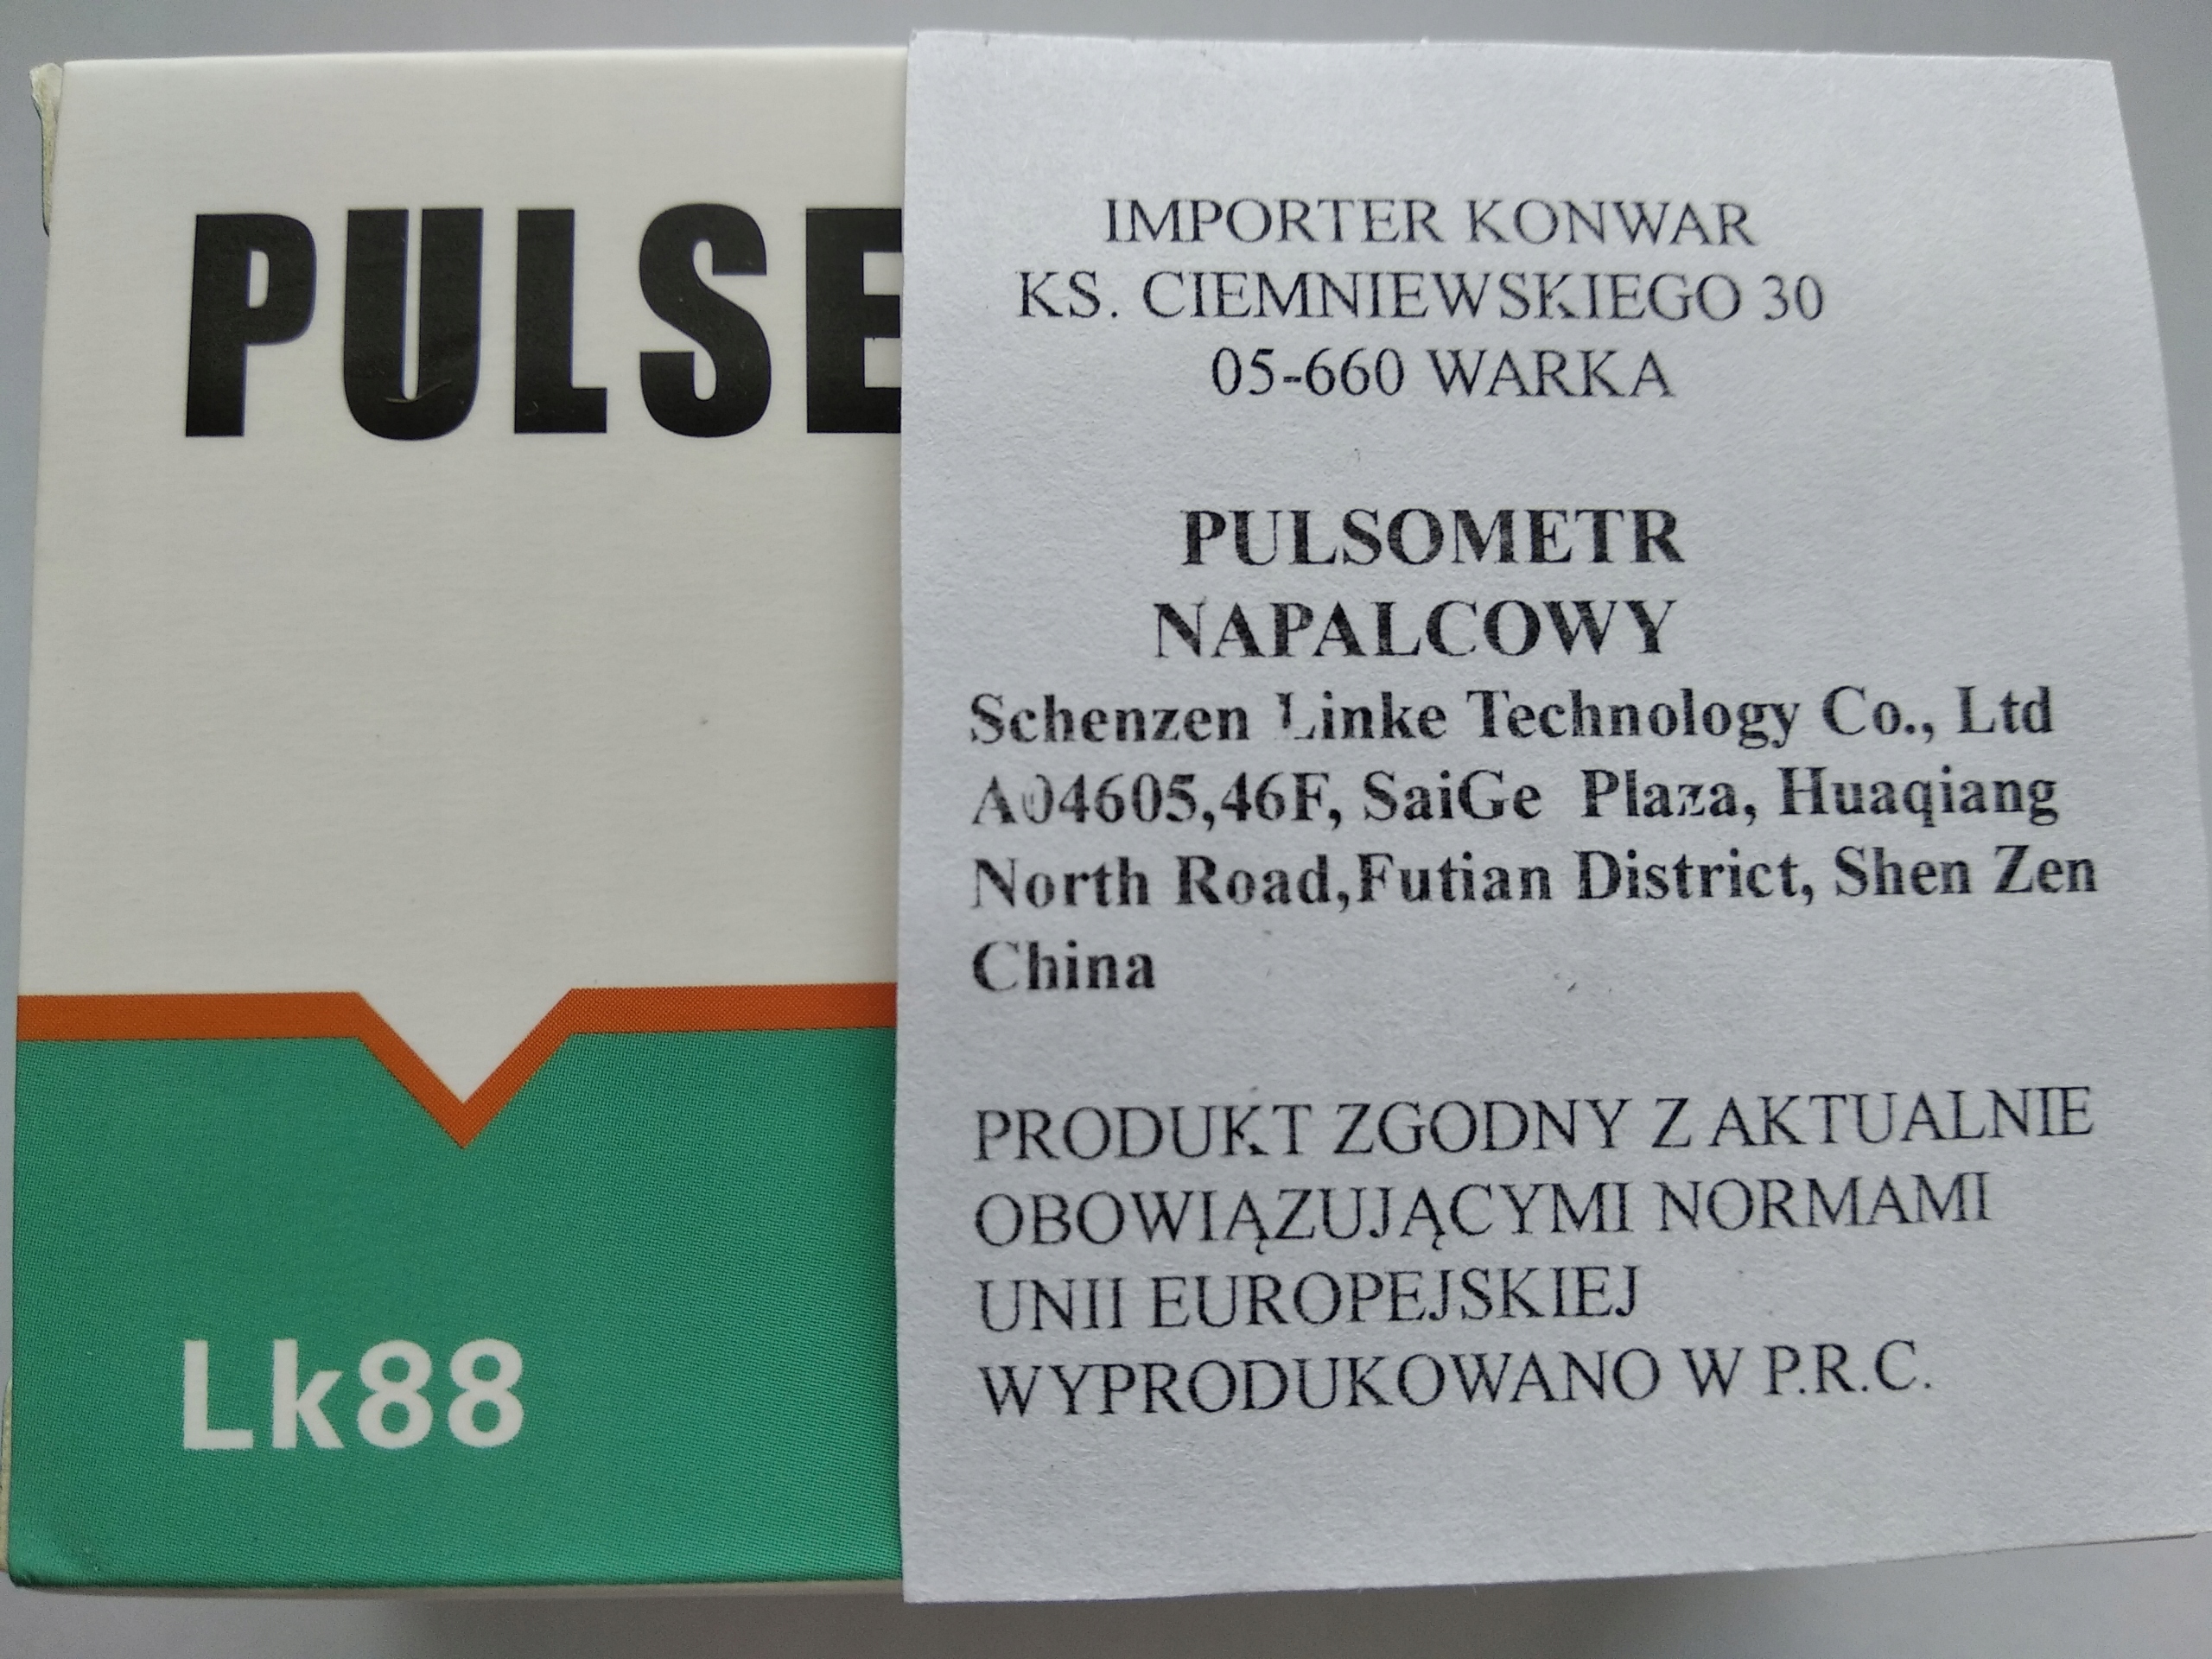 PULSE
Lk88
IMPORTER KONWAR
KS. CIEMNIEWSKIEGO 30
05-660 WARKA
PULSOMETR
NAPALCOWY
Schenzen Linke Technology Co., Ltd
A04605,46F, SaiGe Plaza, Huaqiang
North Road,Futian District, Shen Zen
China
PRODUKT ZGODNY Z AKTUALNIE
OBOWIĄZUJĄCYMI NORMAMI
UNII EUROPEJSKIEJ
WYPRODUKOWANO W P.R.C.